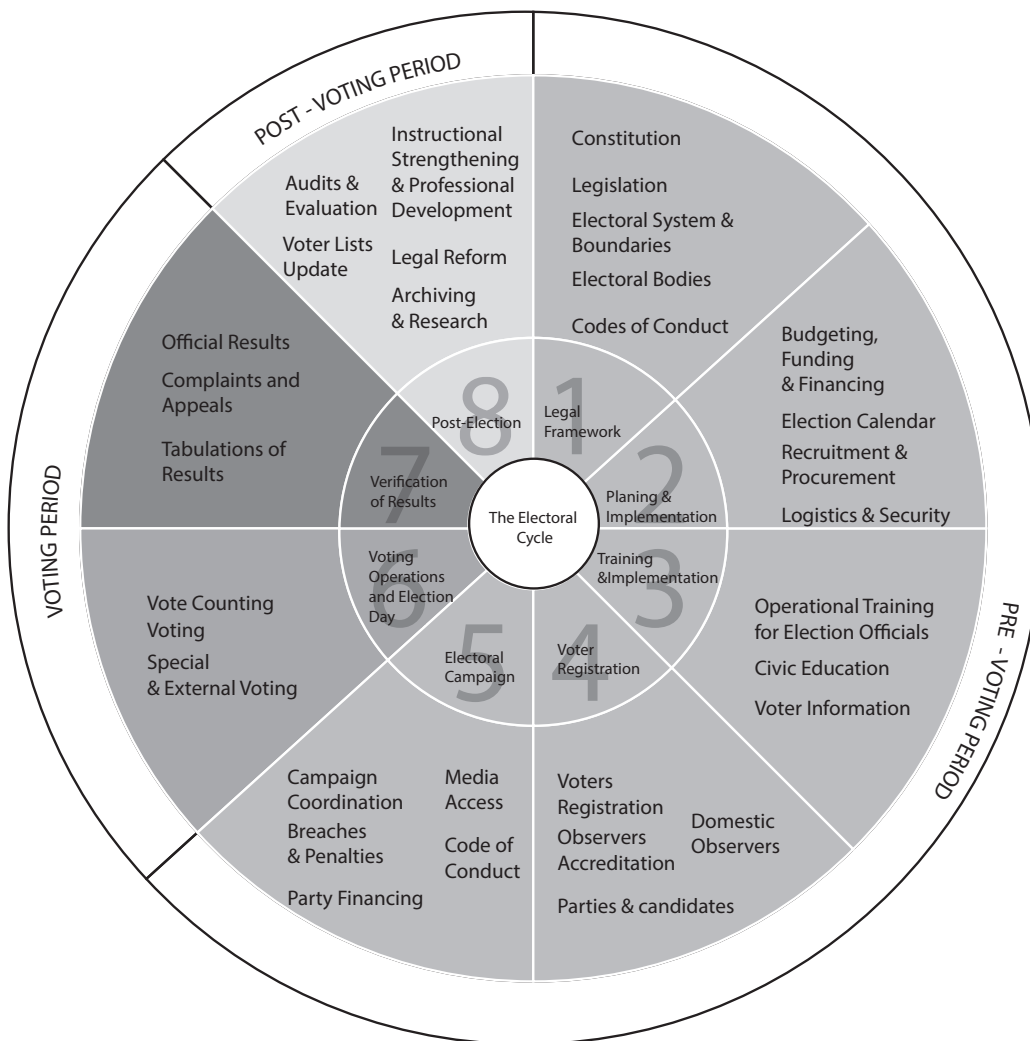 POST - VOTING PERIOD
VOTING PERIOD
PRE - VOTING PERIOD
The Electoral
Cycle
1
Legal
Framework
Constitution
Legislation
Electoral System &
Boundaries
Electoral Bodies
Codes of Conduct
2
Planing &
Implementation
Budgeting,
Funding
& Financing
Election Calendar
Recruitment &
Procurement
Logistics & Security
3
Training
&Implementation
Operational Training
for Election Officials
Civic Education
Voter Information
4
Voter
Registration
Voters
Registration
Observers
Accreditation
Domestic
Observers
Parties & candidates
5
Electoral
Campaign
Campaign
Coordination
Breaches
& Penalties
Party Financing
Media
Access
Code of
Conduct
6
Voting
Operations
and Election
Day
Vote Counting
Voting
Special
& External Voting
7
Verification
of Results
Official Results
Complaints and
Appeals
Tabulations of
Results
8
Post-Election
Audits &
Evaluation
Voter Lists
Update
Instructional
Strengthening
& Professional
Development
Legal Reform
Archiving
& Research